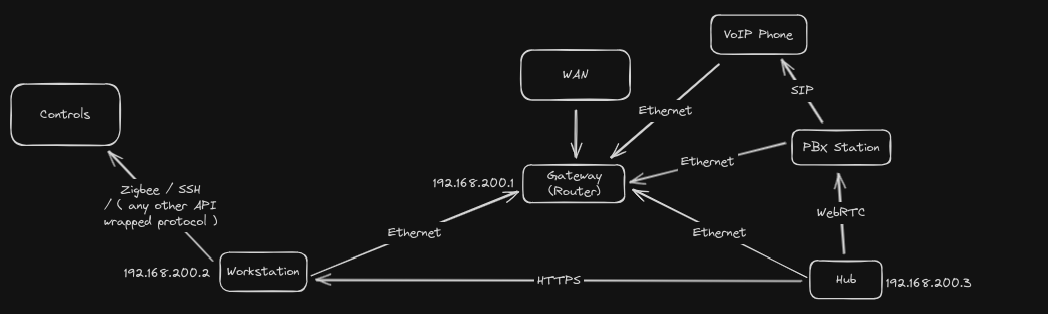 VoIP Phone
WAN
SIP
Controls
Ethernet
PBX Station
Ethernet
Gateway
(Router)
192.168.200.1
Zigbee / SSH
/ ( any other API
wrapped protocol )
WebRTC
Ethernet
Ethernet
192.168.200.2
Workstation
HTTPS
Hub
192.168.200.3